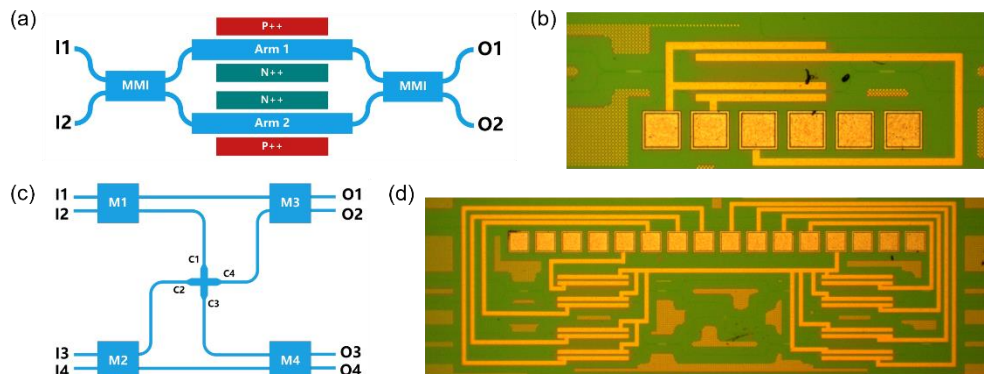 (a)
P++
I1
Arm 1
O1
N++
MMI
MMI
N++
I2
Arm 2
O2
P++
(b)
(c)
I1
M1
M3
O1
I2
O2
C1
C4
C2
C3
I3
M2
M4
O3
I4
O4
(d)